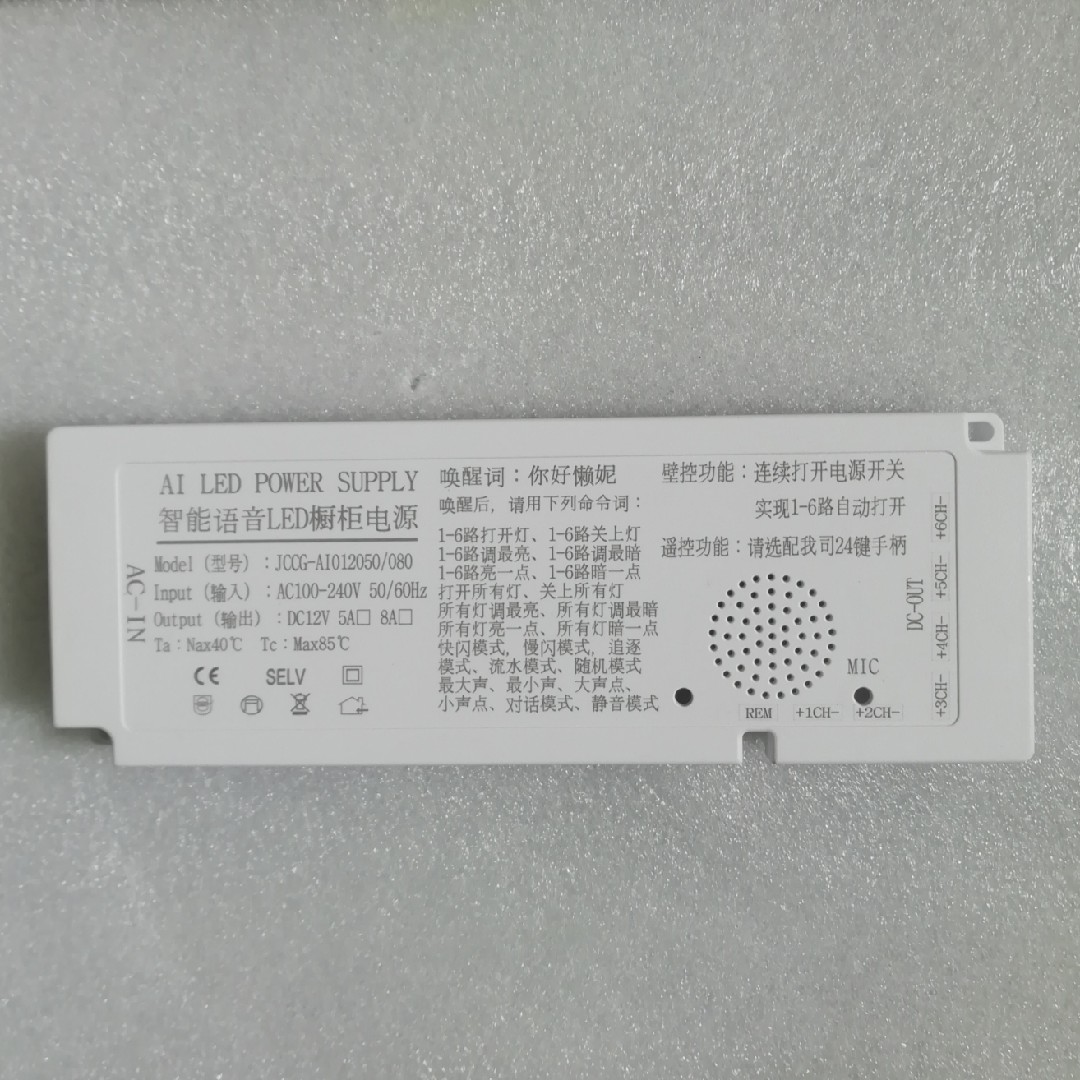 AI LED POWER SUPPLY
智能语音LED橱柜电源
Model (型号) : JCCG-AI012050/080
Input (输入) : AC100-240V 50/60Hz
Output (输出) : DC12V 5A□ 8A□
Ta : Nax40℃ Tc : Max85℃
CE SELV
AC-IN
唤醒词：你好懒妮
唤醒后，请用下列命令词：
1-6路打开灯、1-6路关上灯
1-6路调最亮、1-6路调最暗
1-6路亮一点、1-6路暗一点
打开所有灯、关上所有灯
所有灯调最亮、所有灯调最暗
所有灯亮一点、所有灯暗一点
快闪模式，慢闪模式，追逐
模式、流水模式、随机模式
最大声、最小声、大声点、
小声点、对话模式、静音模式
壁控功能：连续打开电源开关
实现1-6路自动打开
遥控功能：请选配我司24键手柄
MIC
REM +1CH- +2CH-
DC-OUT
+3CH- +4CH- +5CH- +6CH-